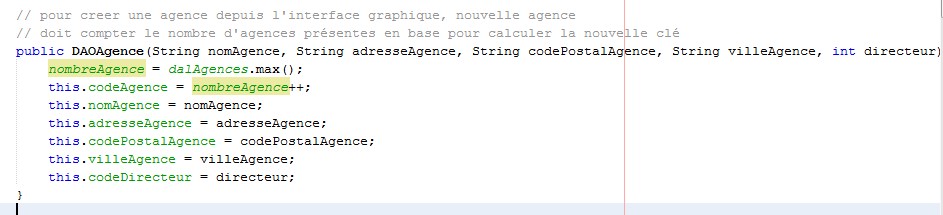 // pour creer une agence depuis l'interface graphique, nouvelle agence
// doit compter le nombre d'agences présentes en base pour calculer la nouvelle clé
public DAOAgence(String nomAgence, String adresseAgence, String codePostalAgence, String villeAgence, int directeur)
nombreAgence = dalAgences.max();
this.codeAgence = nombreAgence++;
this.nomAgence = nomAgence;
this.adresseAgence = adresseAgence;
this.codePostalAgence = codePostalAgence;
this.villeAgence = villeAgence;
this.codeDirecteur = directeur;
}